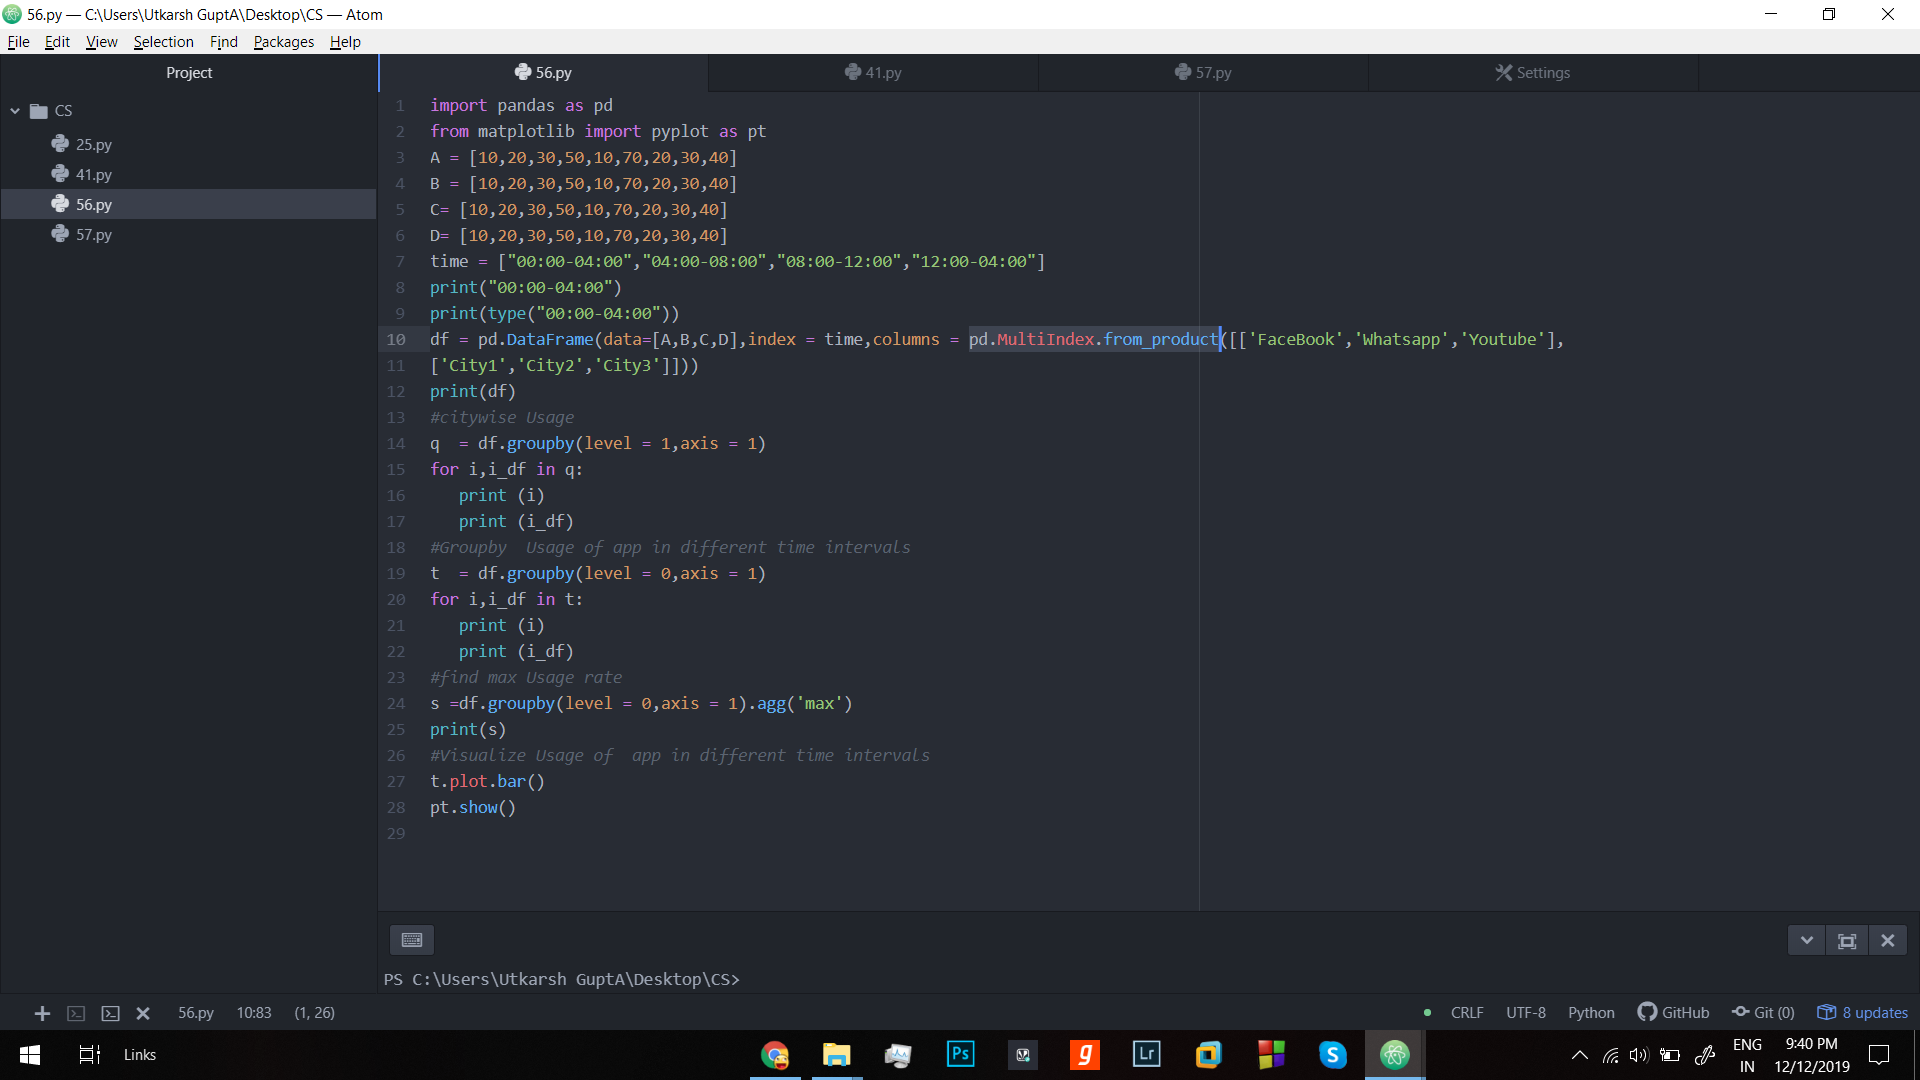 56.py — C:\Users\Utkarsh GuptA\Desktop\CS — Atom
File Edit View Selection Find Packages Help
Project
56.py
41.py
57.py
Settings
CS
25.py
41.py
56.py
57.py
1 import pandas as pd
2 from matplotlib import pyplot as pt
3 A = [10,20,30,50,10,70,20,30,40]
4 B = [10,20,30,50,10,70,20,30,40]
5 C= [10,20,30,50,10,70,20,30,40]
6 D= [10,20,30,50,10,70,20,30,40]
7 time = ["00:00-04:00","04:00-08:00","08:00-12:00","12:00-04:00"]
8 print("00:00-04:00")
9 print(type("00:00-04:00"))
10 df = pd.DataFrame(data=[A,B,C,D],index = time,columns = pd.MultiIndex.from_product([['FaceBook','Whatsapp','Youtube'],
11 ['City1','City2','City3']]))
12 print(df)
13 #citywise Usage
14 q  = df.groupby(level = 1,axis = 1)
15 for i,i_df in q:
16    print (i)
17    print (i_df)
18 #Groupby  Usage of app in different time intervals
19 t  = df.groupby(level = 0,axis = 1)
20 for i,i_df in t:
21    print (i)
22    print (i_df)
23 #find max Usage rate
24 s =df.groupby(level = 0,axis = 1).agg('max')
25 print(s)
26 #Visualize Usage of  app in different time intervals
27 t.plot.bar()
28 pt.show()
29
PS C:\Users\Utkarsh GuptA\Desktop\CS>
56.py 10:83 (1, 26)
CRLF UTF-8 Python GitHub Git (0) 8 updates
Links
Ps
g
Lr
S
ENG
IN
9:40 PM
12/12/2019